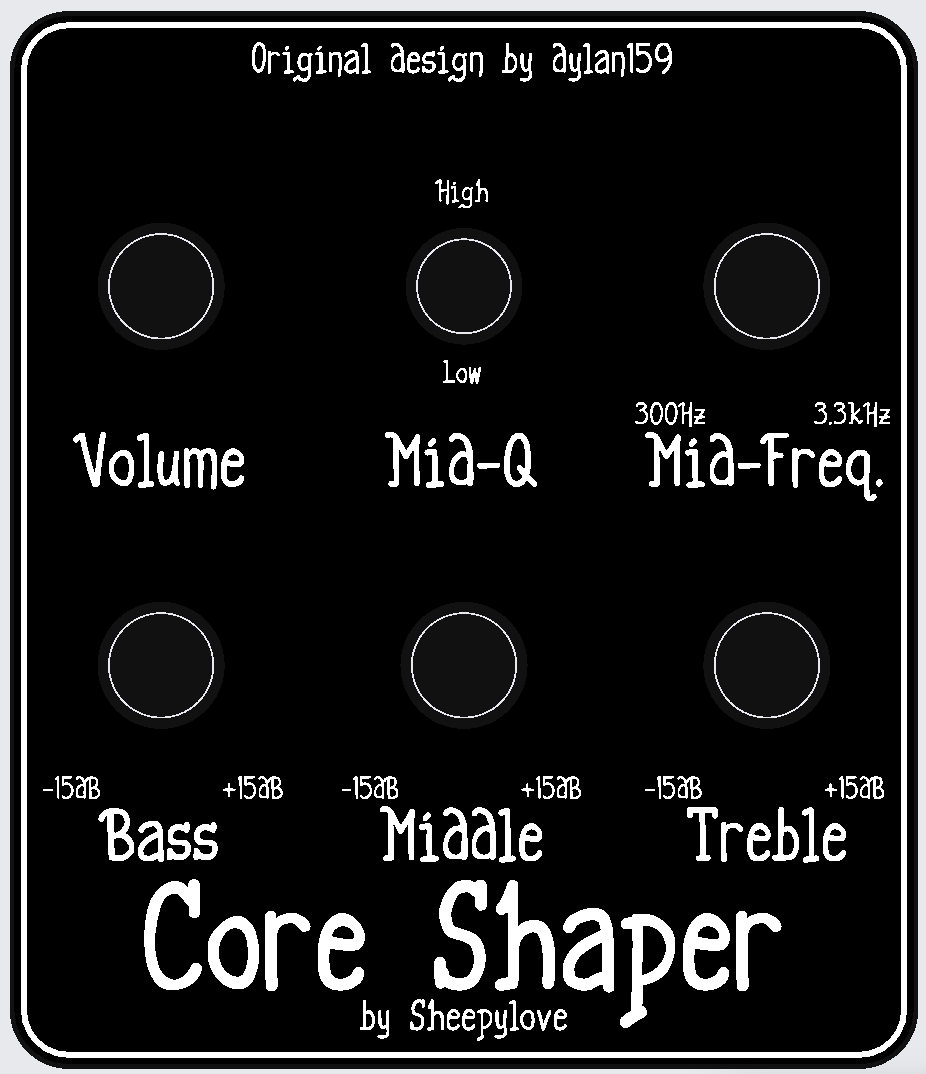 Original design by dylan159
High
Low
300Hz 3.3kHz
Volume Mid-Q Mid-Freq.
-15dB +15dB -15dB +15dB -15dB +15dB
Bass Middle Treble
Core Shaper
by Sheepylove